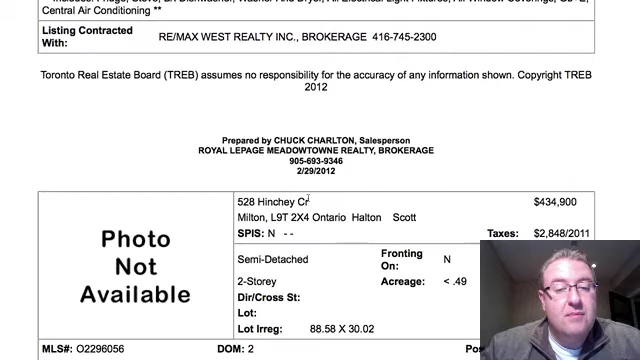 Central Air Conditioning **
Listing Contracted With: RE/MAX WEST REALTY INC., BROKERAGE 416-745-2300
Toronto Real Estate Board (TREB) assumes no responsibility for the accuracy of any information shown. Copyright TREB
2012
Prepared by CHUCK CHARLTON, Salesperson
ROYAL LEPAGE MEADOWTOWNE REALTY, BROKERAGE
905-693-9346
2/29/2012
Photo
Not
Available
528 Hinchey Cr $434,900
Milton, L9T 2X4 Ontario Halton Scott
SPIS: N - - Taxes: $2,848/2011
Semi-Detached Fronting On: N
2-Storey Acreage: < .49
Dir/Cross St:
Lot:
Lot Irreg: 88.58 X 30.02
MLS#: O2296056 DOM: 2